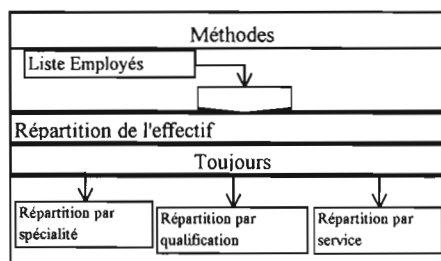 Méthodes
Liste Employés
Répartition de l'effectif
Toujours
Répartition par
spécialité
Répartition par
qualification
Répartition par
service